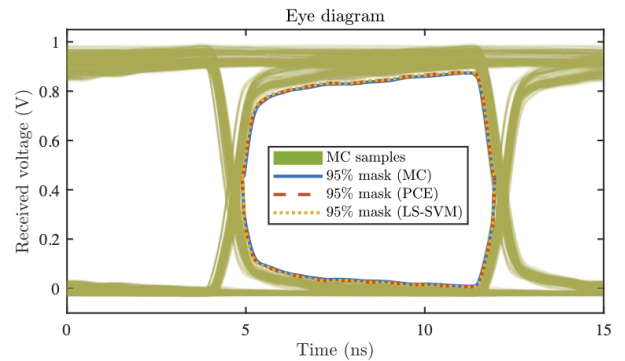 Eye diagram
Received voltage (V)
1
0.8
0.6
0.4
0.2
0
MC samples
95% mask (MC)
95% mask (PCE)
95% mask (LS-SVM)
0
5
10
15
Time (ns)